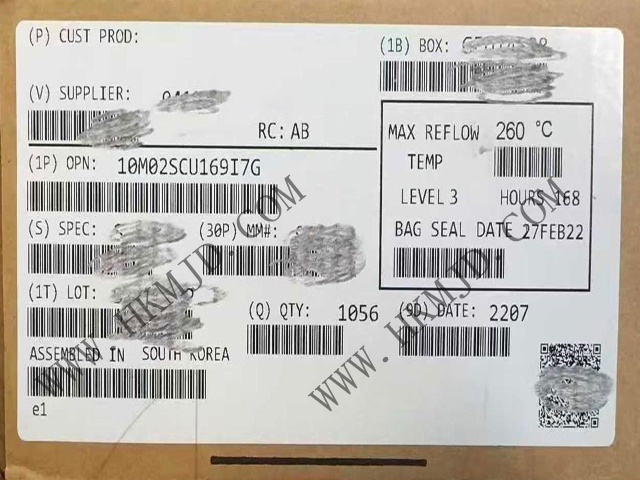 (P) CUST PROD:
(1B) BOX:
(V) SUPPLIER:
RC: AB
MAX REFLOW 260 °C
TEMP
(1P) OPN: 10M02SCU169I7G
LEVEL 3 HOURS 168
(S) SPEC: (30P) MM#:
BAG SEAL DATE 27FEB22
(1T) LOT:
(Q) QTY: 1056 (9D) DATE: 2207
ASSEMBLED IN SOUTH KOREA
e1
WWW.HKMJD.COM
WWW.HKMJD.COM